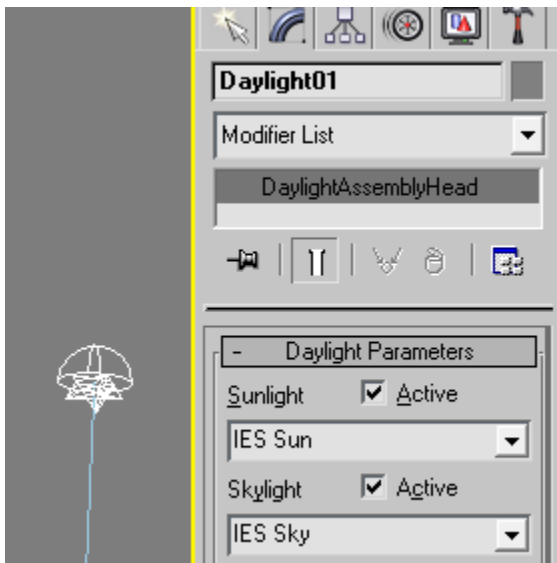 Daylight01
Modifier List
DaylightAssemblyHead
- Daylight Parameters
Sunlight Active
IES Sun
Skylight Active
IES Sky